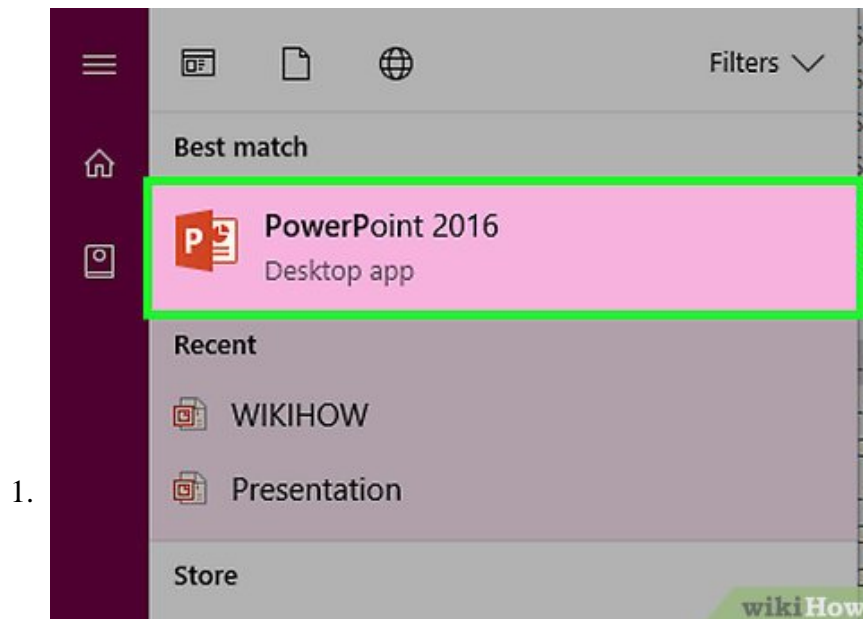 Filters
Best match
PowerPoint 2016
Desktop app
Recent
WIKIHOW
1.
Presentation
Store
wikiHow